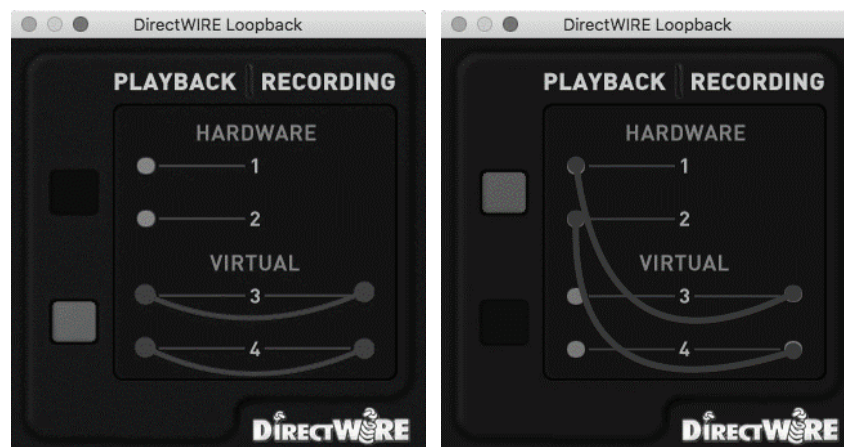 DirectWIRE Loopback
PLAYBACK RECORDING
HARDWARE
1
2
VIRTUAL
3
4
DIRECTWIRE
DirectWIRE Loopback
PLAYBACK RECORDING
HARDWARE
1
2
VIRTUAL
3
4
DIRECTWIRE